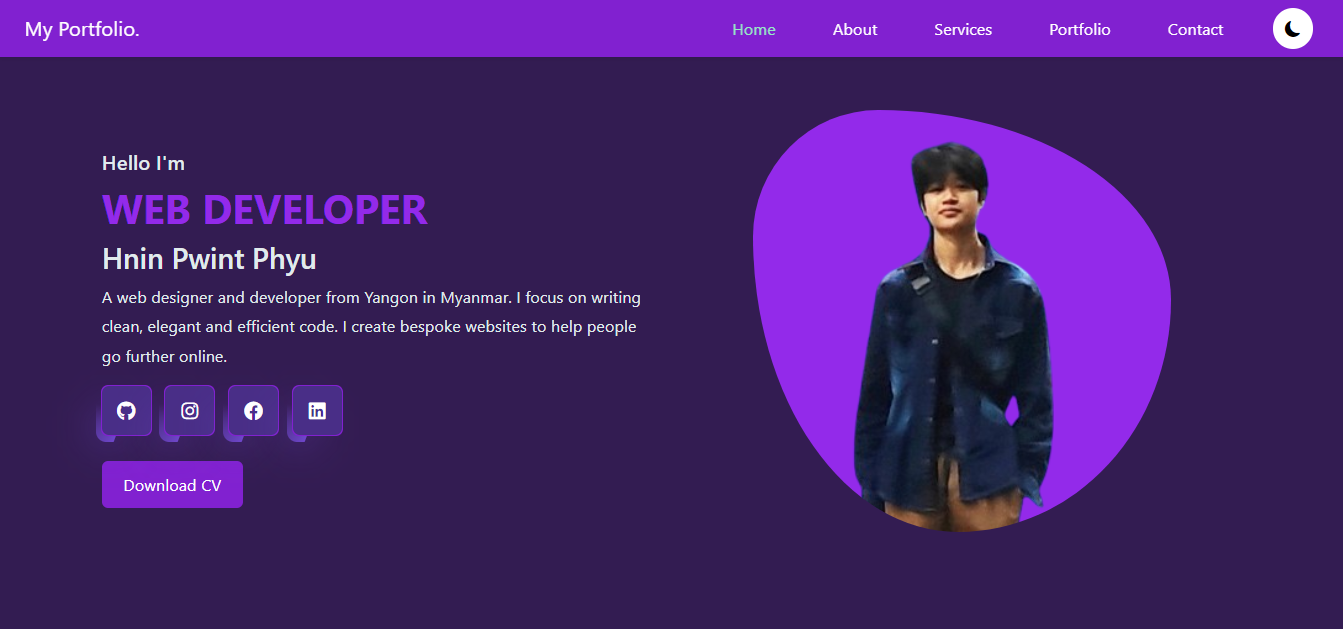 My Portfolio.
Home
About
Services
Portfolio
Contact
Hello I'm
WEB DEVELOPER
Hnin Pwint Phyu
A web designer and developer from Yangon in Myanmar. I focus on writing
clean, elegant and efficient code. I create bespoke websites to help people
go further online.
Download CV